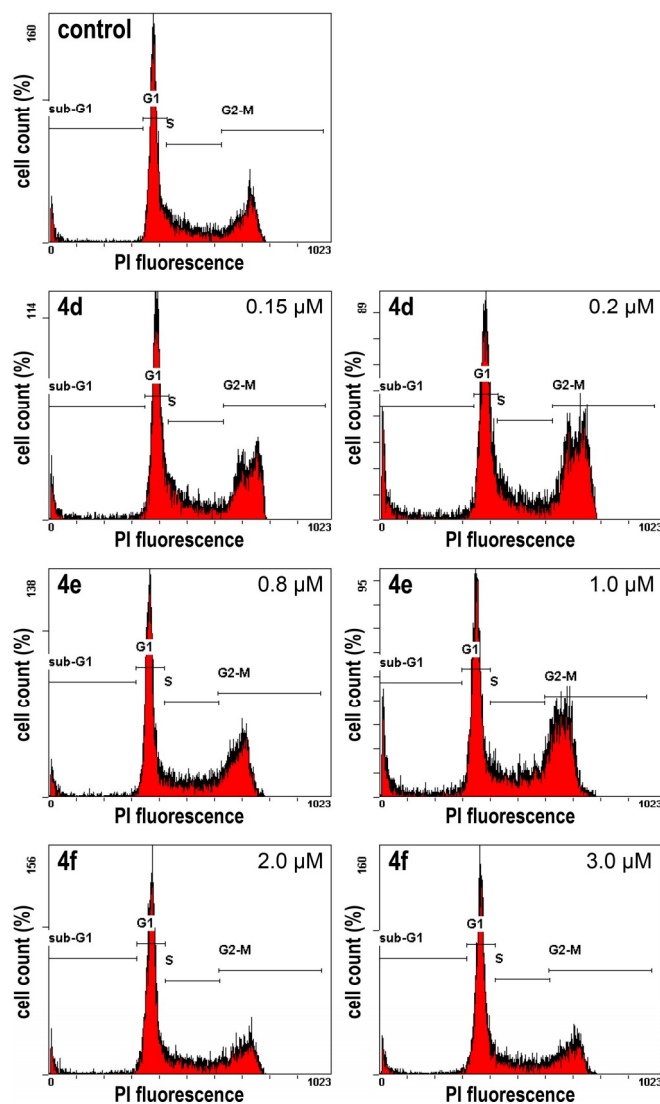 control
160
cell count (%)
sub-G1
G1
S
G2-M
0
1023
PI fluorescence
4d
0.15 µM
114
cell count (%)
sub-G1
G1
S
G2-M
0
1023
PI fluorescence
4d
0.2 µM
89
cell count (%)
sub-G1
G1
S
G2-M
0
1023
PI fluorescence
4e
0.8 µM
138
cell count (%)
sub-G1
G1
S
G2-M
0
1023
PI fluorescence
4e
1.0 µM
95
cell count (%)
sub-G1
G1
S
G2-M
0
1023
PI fluorescence
4f
2.0 µM
156
cell count (%)
sub-G1
G1
S
G2-M
0
1023
PI fluorescence
4f
3.0 µM
160
cell count (%)
sub-G1
G1
S
G2-M
0
1023
PI fluorescence